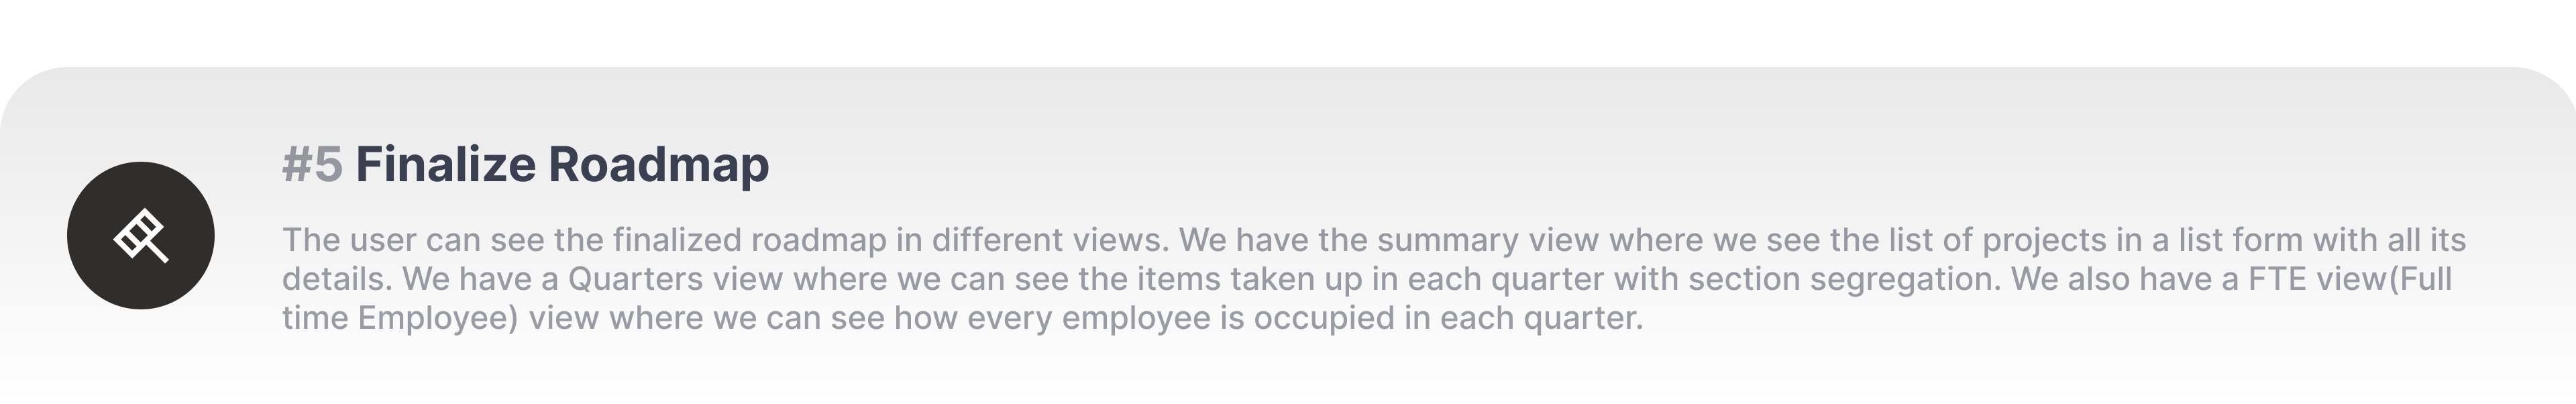 #5 Finalize Roadmap
The user can see the finalized roadmap in different views. We have the summary view where we see the list of projects in a list form with all its
details. We have a Quarters view where we can see the items taken up in each quarter with section segregation. We also have a FTE view(Full
time Employee) view where we can see how every employee is occupied in each quarter.